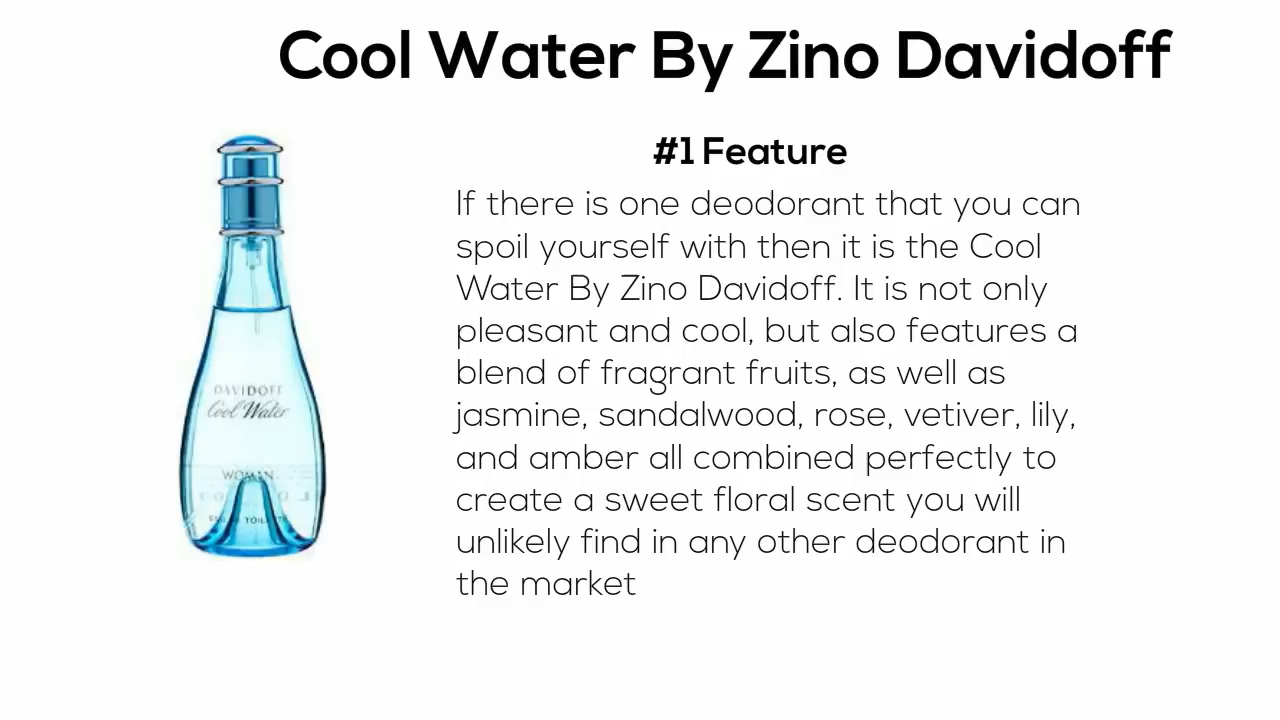 Cool Water By Zino Davidoff
#1 Feature
If there is one deodorant that you can
spoil yourself with then it is the Cool
Water By Zino Davidoff. It is not only
pleasant and cool, but also features a
blend of fragrant fruits, as well as
jasmine, sandalwood, rose, vetiver, lily,
and amber all combined perfectly to
create a sweet floral scent you will
unlikely find in any other deodorant in
the market
DAVIDOFF
Cool Water
WOMAN